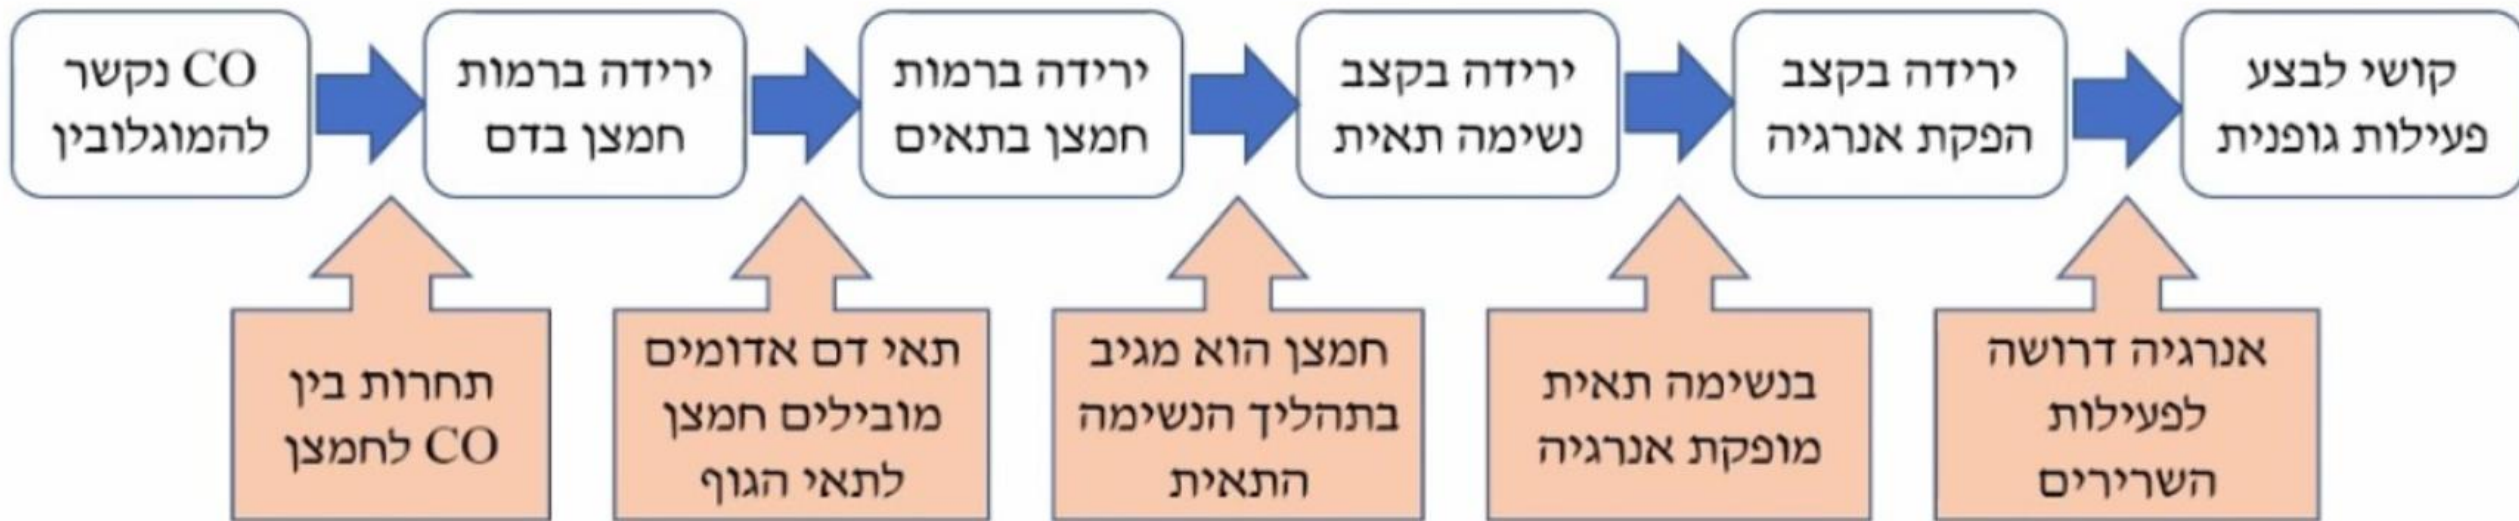 CO נקשר
להמוגלובין
ירידה ברמות
חמצן בדם
ירידה ברמות
חמצן בתאים
ירידה בקצב
נשימה תאית
ירידה בקצב
הפקת אנרגיה
קושי לבצע
פעילות גופנית
תחרות בין
CO לחמצן
תאי דם אדומים
מובילים חמצן
לתאי הגוף
חמצן הוא מגיב
בתהליך הנשימה
התאית
בנשימה תאית
מופקת אנרגיה
אנרגיה דרושה
לפעילות
השרירים